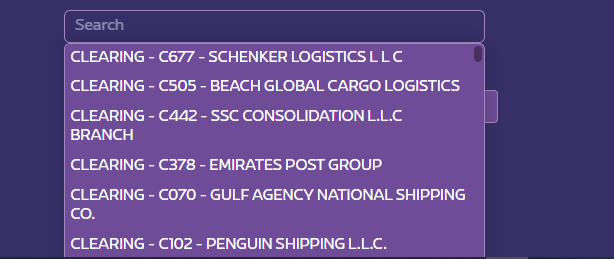 Search
CLEARING - C677 - SCHENKER LOGISTICS L L C
CLEARING - C505 - BEACH GLOBAL CARGO LOGISTICS
CLEARING - C442 - SSC CONSOLIDATION L.L.C
BRANCH
CLEARING - C378 - EMIRATES POST GROUP
CLEARING - C070 - GULF AGENCY NATIONAL SHIPPING
CO.
CLEARING - C102 - PENGUIN SHIPPING L.L.C.